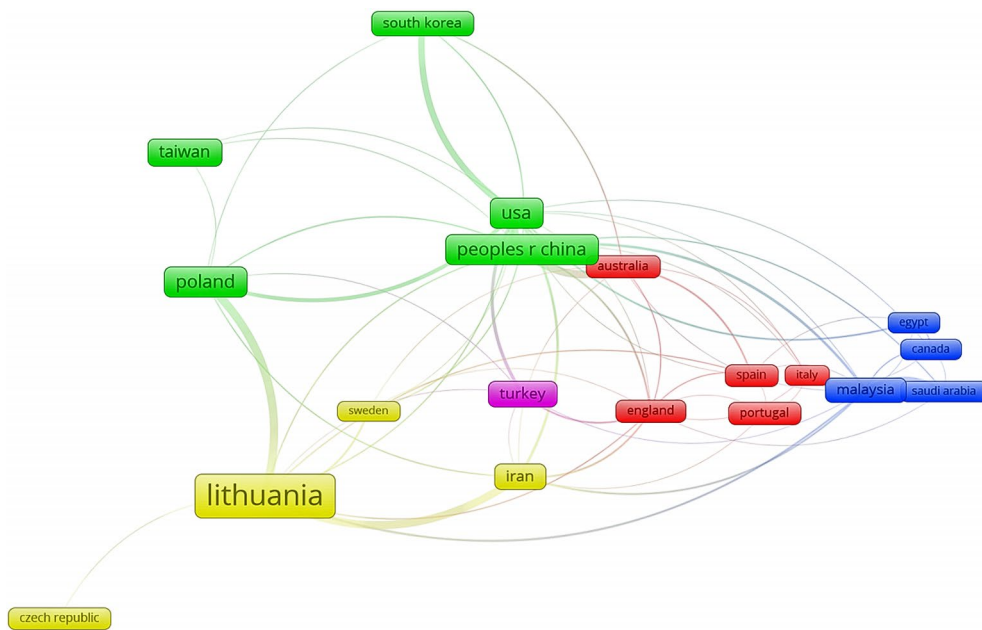 south korea
taiwan
usa
peoples r china
australia
poland
egypt
canada
spain
italy
malaysia
saudi arabia
turkey
sweden
england
portugal
iran
lithuania
czech republic